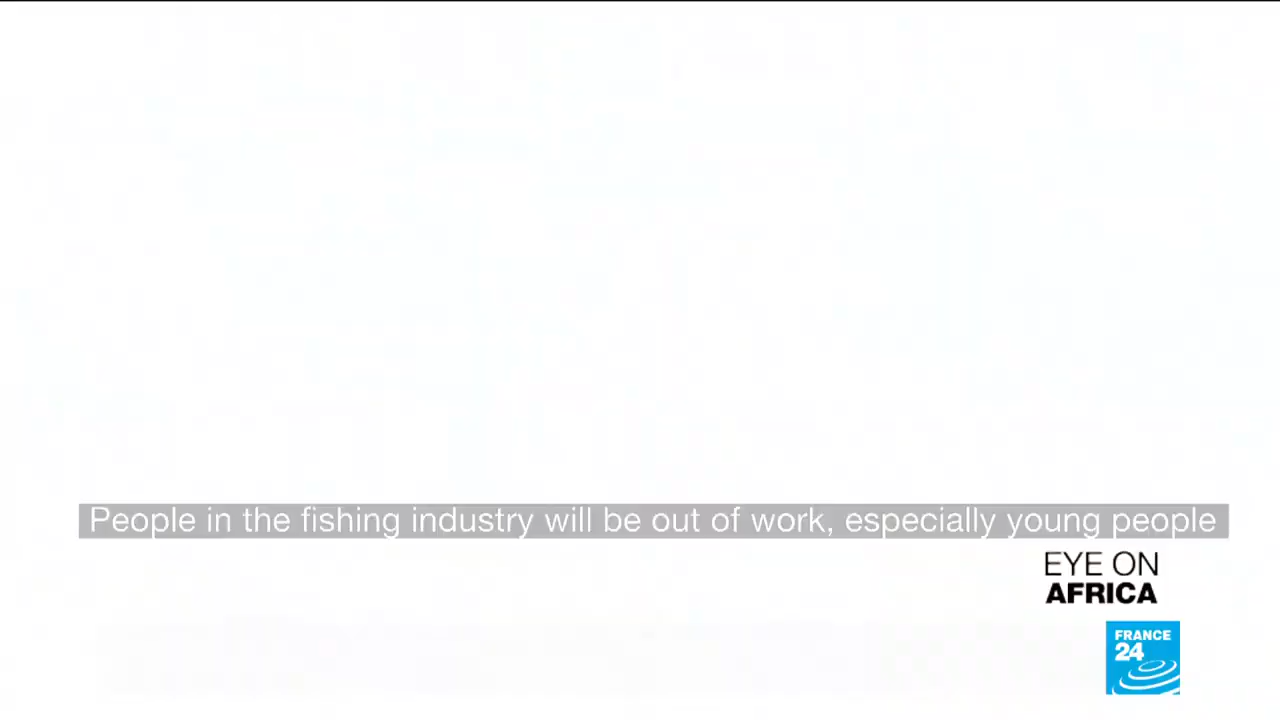 People in the fishing industry will be out of work, especially young people
EYE ON
AFRICA
FRANCE
24